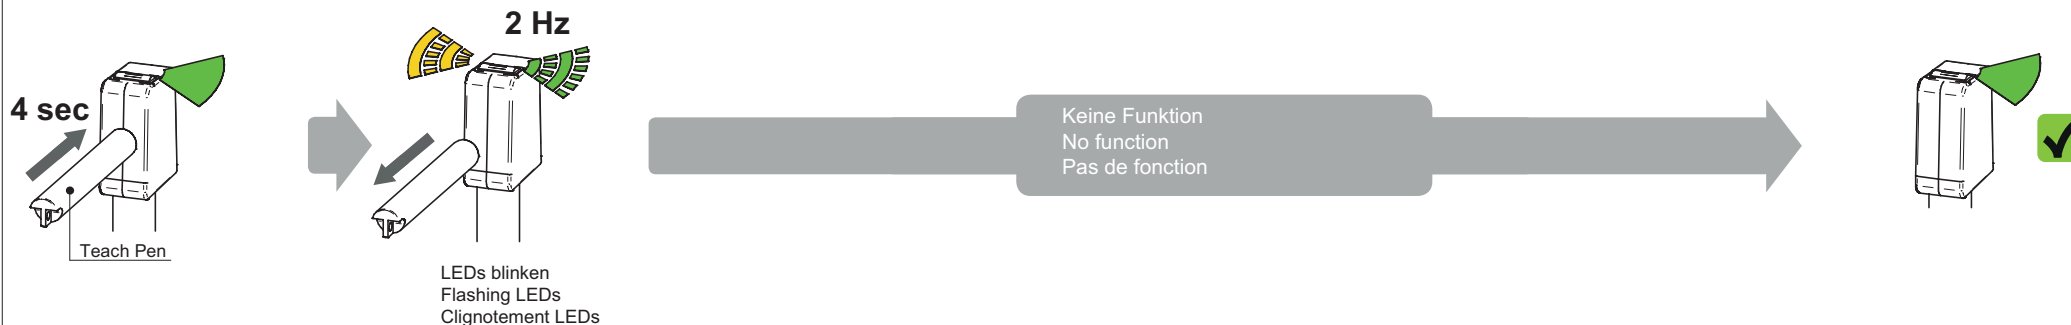 4 sec
Teach Pen
2 Hz
LEDs blinken
Flashing LEDs
Clignotement LEDs
Keine Funktion
No function
Pas de fonction